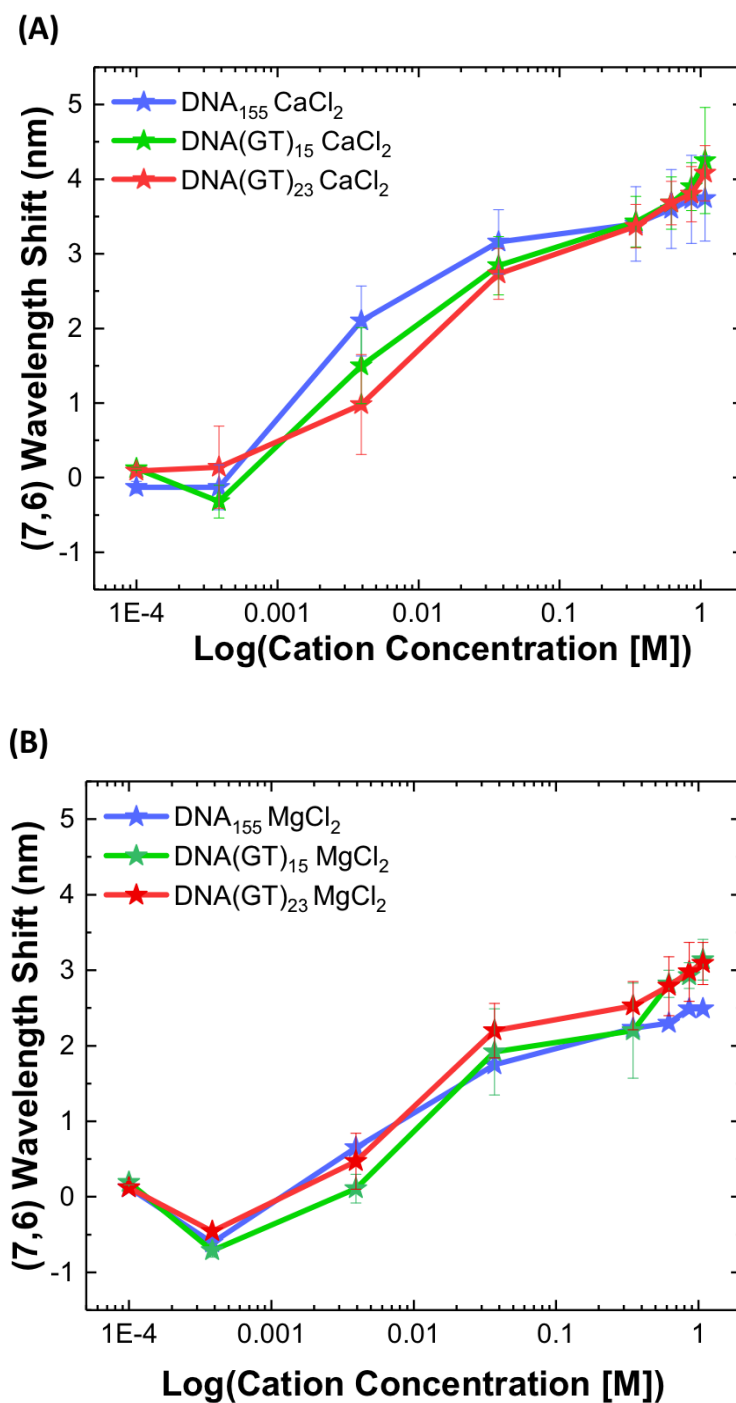 (A)
DNA₁₅₅ CaCl₂
DNA(GT)₁₅ CaCl₂
DNA(GT)₂₃ CaCl₂
(7,6) Wavelength Shift (nm)
5
4
3
2
1
0
-1
1E-4 0.001 0.01 0.1 1
Log(Cation Concentration [M])
(B)
DNA₁₅₅ MgCl₂
DNA(GT)₁₅ MgCl₂
DNA(GT)₂₃ MgCl₂
(7,6) Wavelength Shift (nm)
5
4
3
2
1
0
-1
1E-4 0.001 0.01 0.1 1
Log(Cation Concentration [M])